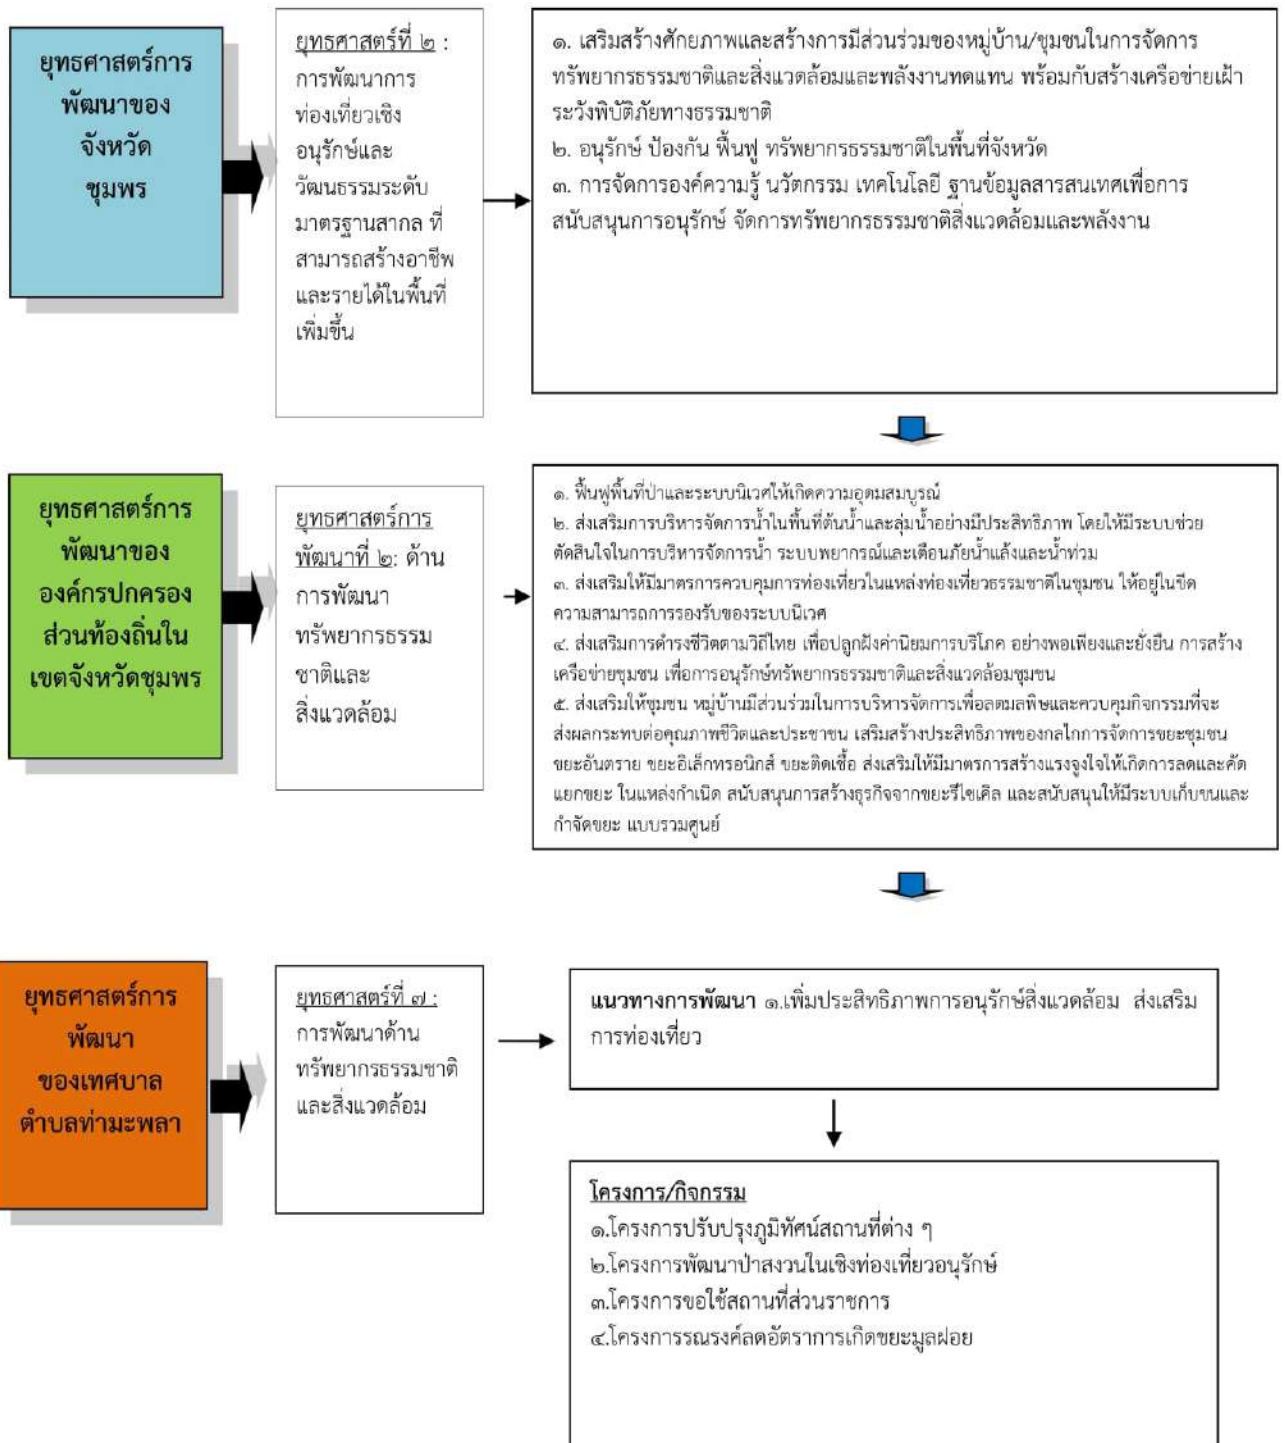 ยุทธศาสตร์การ
พัฒนาของ
จังหวัด
ชุมพร
ยุทธศาสตร์ที่ ๒ :
การพัฒนาการ
ท่องเที่ยวเชิง
อนุรักษ์และ
วัฒนธรรมระดับ
มาตรฐานสากล ที่
สามารถสร้างอาชีพ
และรายได้ในพื้นที่
เพิ่มขึ้น
๑. เสริมสร้างศักยภาพและสร้างการมีส่วนร่วมของหมู่บ้าน/ชุมชนในการจัดการ
ทรัพยากรธรรมชาติและสิ่งแวดล้อมและพลังงานทดแทน พร้อมกับสร้างเครือข่ายเฝ้า
ระวังพิบัติภัยทางธรรมชาติ
๒. อนุรักษ์ ป้องกัน ฟื้นฟู ทรัพยากรธรรมชาติในพื้นที่จังหวัด
๓. การจัดการองค์ความรู้ นวัตกรรม เทคโนโลยี ฐานข้อมูลสารสนเทศเพื่อการ
สนับสนุนการอนุรักษ์ จัดการทรัพยากรธรรมชาติสิ่งแวดล้อมและพลังงาน
ยุทธศาสตร์การ
พัฒนาของ
องค์กรปกครอง
ส่วนท้องถิ่นใน
เขตจังหวัดชุมพร
ยุทธศาสตร์การ
พัฒนาที่ ๒: ด้าน
การพัฒนา
ทรัพยากรธรรม
ชาติและ
สิ่งแวดล้อม
๑. ฟื้นฟูพื้นที่ป่าและระบบนิเวศให้เกิดความอุดมสมบูรณ์
๒. ส่งเสริมการบริหารจัดการน้ำในพื้นที่ต้นน้ำและลุ่มน้ำอย่างมีประสิทธิภาพ โดยให้มีระบบช่วย
ตัดสินใจในการบริหารจัดการน้ำ ระบบพยากรณ์และเตือนภัยน้ำแล้งและน้ำท่วม
๓. ส่งเสริมให้มีมาตรการควบคุมการท่องเที่ยวในแหล่งท่องเที่ยวธรรมชาติในชุมชน ให้อยู่ในขีด
ความสามารถการรองรับของระบบนิเวศ
๔. ส่งเสริมการดำรงชีวิตตามวิถีไทย เพื่อปลูกฝังค่านิยมการบริโภค อย่างพอเพียงและยั่งยืน การสร้าง
เครือข่ายชุมชน เพื่อการอนุรักษ์ทรัพยากรธรรมชาติและสิ่งแวดล้อมชุมชน
๕. ส่งเสริมให้ชุมชน หมู่บ้านมีส่วนร่วมในการบริหารจัดการเพื่อลดมลพิษและควบคุมกิจกรรมที่จะ
ส่งผลกระทบต่อคุณภาพชีวิตและประชาชน เสริมสร้างประสิทธิภาพของกลไกการจัดการขยะชุมชน
ขยะอันตราย ขยะอิเล็กทรอนิกส์ ขยะติดเชื้อ ส่งเสริมให้มีมาตรการสร้างแรงจูงใจให้เกิดการลดและคัด
แยกขยะ ในแหล่งกำเนิด สนับสนุนการสร้างธุรกิจจากขยะรีไซเคิล และสนับสนุนให้มีระบบเก็บขนและ
กำจัดขยะ แบบรวมศูนย์
ยุทธศาสตร์การ
พัฒนา
ของเทศบาล
ตำบลท่ามะพลา
ยุทธศาสตร์ที่ ๗ :
การพัฒนาด้าน
ทรัพยากรธรรมชาติ
และสิ่งแวดล้อม
แนวทางการพัฒนา ๑.เพิ่มประสิทธิภาพการอนุรักษ์สิ่งแวดล้อม ส่งเสริม
การท่องเที่ยว
โครงการ/กิจกรรม
๑.โครงการปรับปรุงภูมิทัศน์สถานที่ต่าง ๆ
๒.โครงการพัฒนาป่าสงวนในเชิงท่องเที่ยวอนุรักษ์
๓.โครงการขอใช้สถานที่ส่วนราชการ
๔.โครงการรณรงค์ลดอัตราการเกิดขยะมูลฝอย